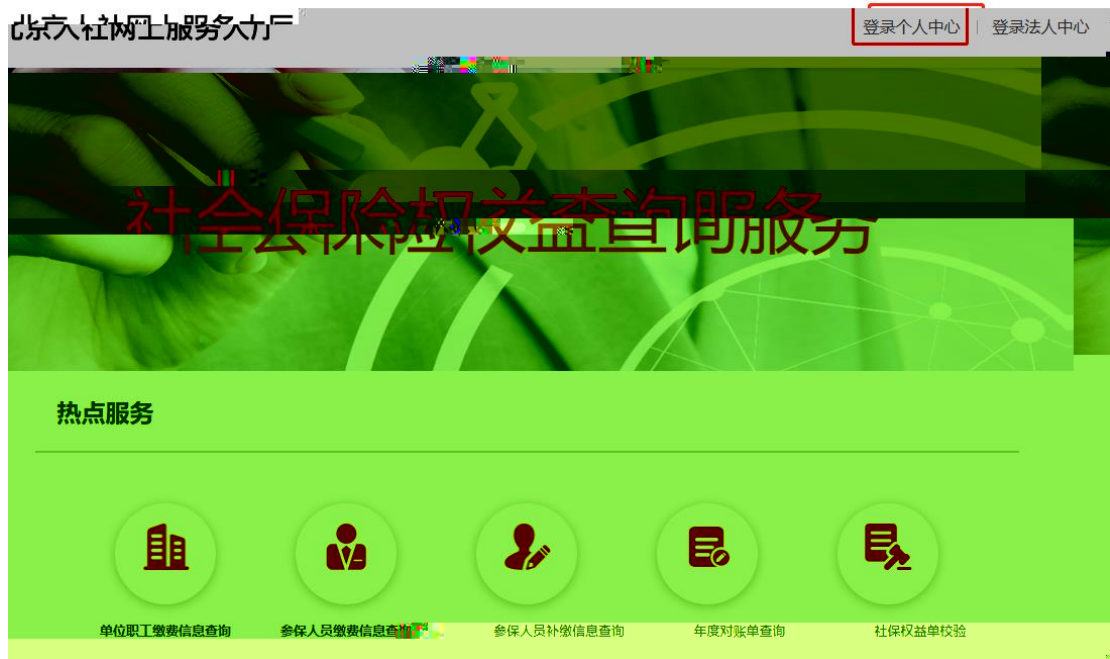 北京人社网上服务大厅
登录个人中心 | 登录法人中心
社会保险权益查询服务
热点服务
单位职工缴费信息查询 参保人员缴费信息查询 参保人员补缴信息查询 年度对账单查询 社保权益单校验